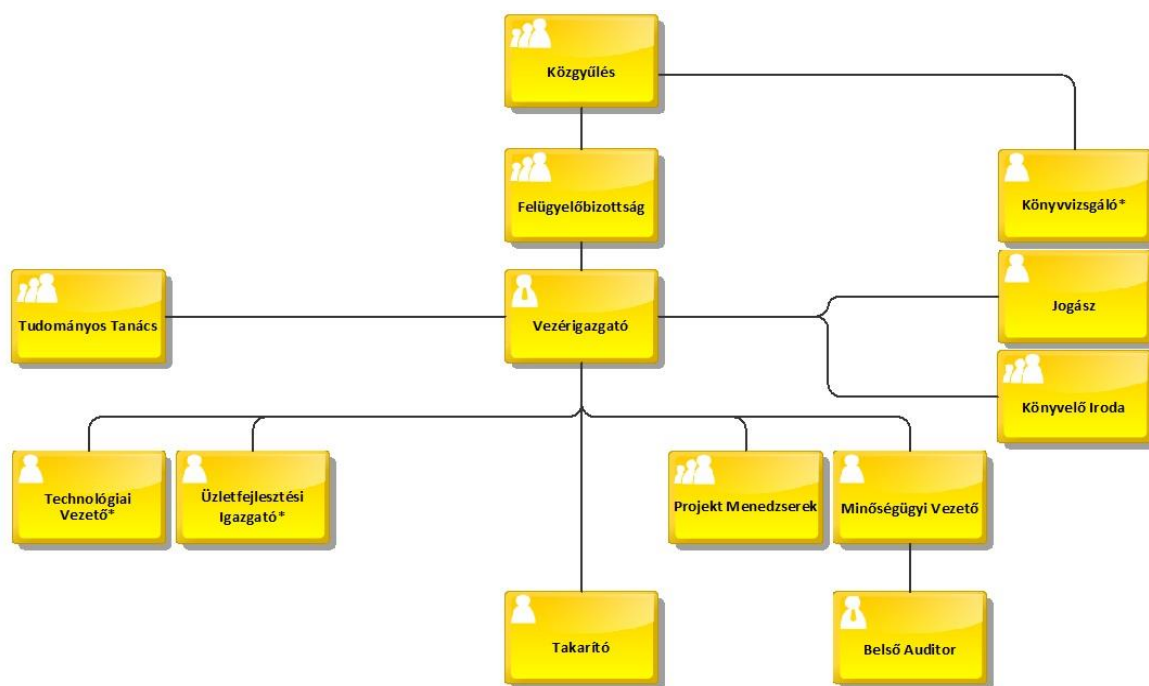 Közgyűlés
Felügyelőbizottság
Könyvvizsgáló*
Tudományos Tanács
Vezérigazgató
Jogász
Könyvelő Iroda
Technológiai
Vezető*
Üzletfejlesztési
Igazgató*
Projekt Menedzserek
Minőségügyi Vezető
Takarító
Belső Auditor